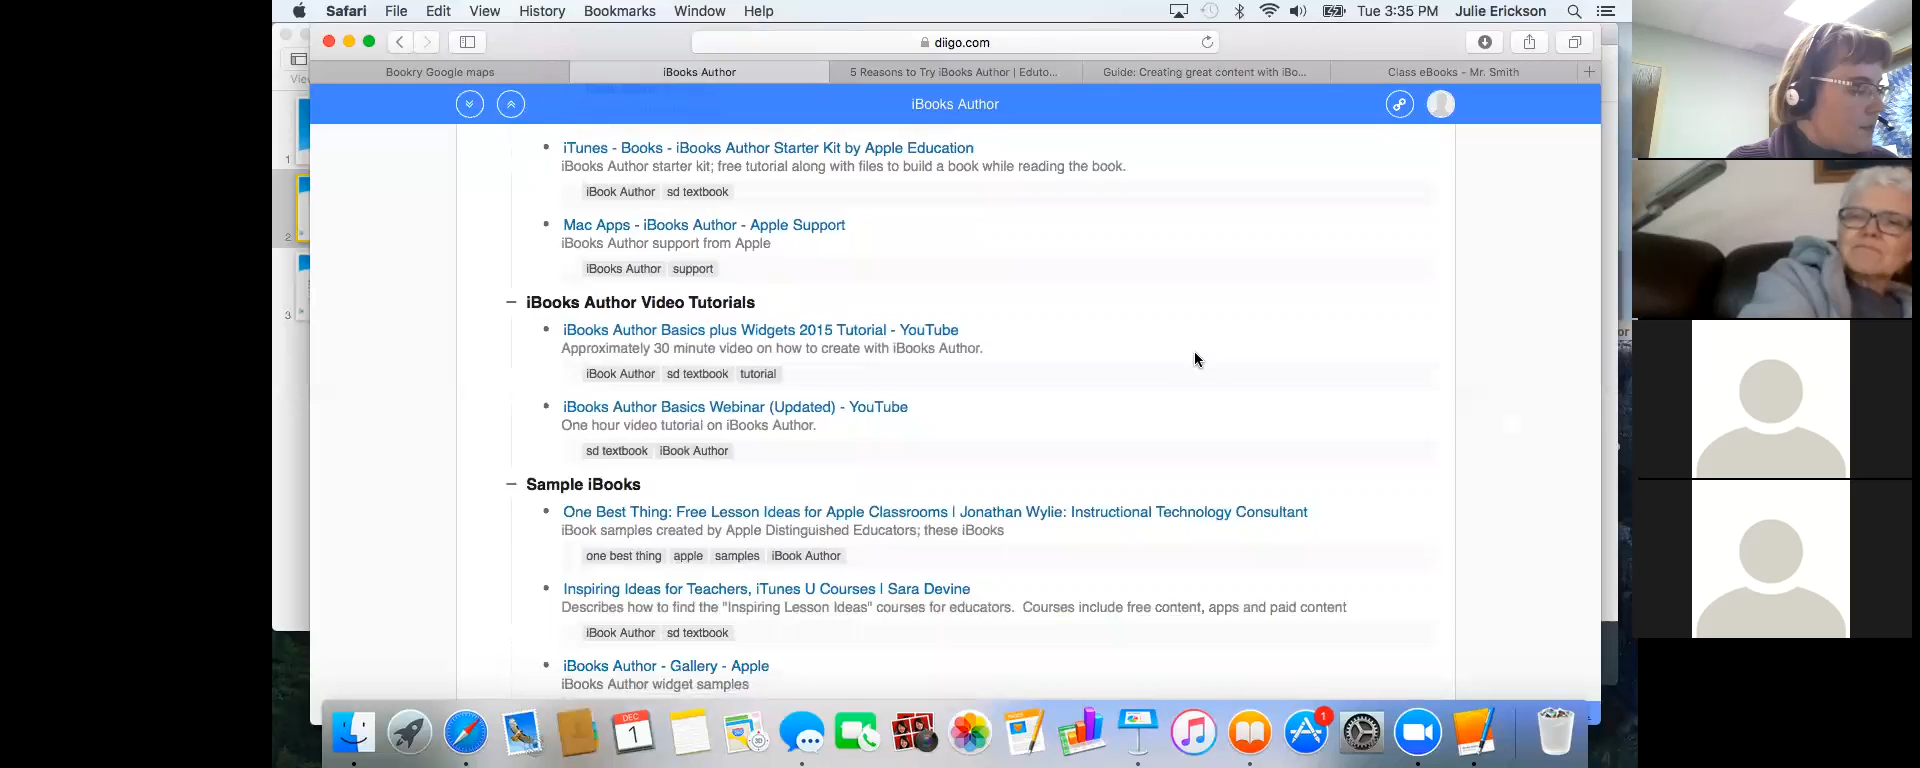 Safari File Edit View History Bookmarks Window Help Tue 3:35 PM Julie Erickson
diigo.com
Bookry Google maps iBooks Author 5 Reasons to Try iBooks Author | Eduto... Guide: Creating great content with iBo... Class eBooks – Mr. Smith
iBooks Author
iTunes - Books - iBooks Author Starter Kit by Apple Education
iBooks Author starter kit; free tutorial along with files to build a book while reading the book.
iBook Author sd textbook
Mac Apps - iBooks Author - Apple Support
iBooks Author support from Apple
iBooks Author support
iBooks Author Video Tutorials
iBooks Author Basics plus Widgets 2015 Tutorial - YouTube
Approximately 30 minute video on how to create with iBooks Author.
iBook Author sd textbook tutorial
iBooks Author Basics Webinar (Updated) - YouTube
One hour video tutorial on iBooks Author.
sd textbook iBook Author
Sample iBooks
One Best Thing: Free Lesson Ideas for Apple Classrooms | Jonathan Wylie: Instructional Technology Consultant
iBook samples created by Apple Distinguished Educators; these iBooks
one best thing apple samples iBook Author
Inspiring Ideas for Teachers, iTunes U Courses | Sara Devine
Describes how to find the "Inspiring Lesson Ideas" courses for educators. Courses include free content, apps and paid content
iBook Author sd textbook
iBooks Author - Gallery - Apple
iBooks Author widget samples
1
2
3
DEC
1
1